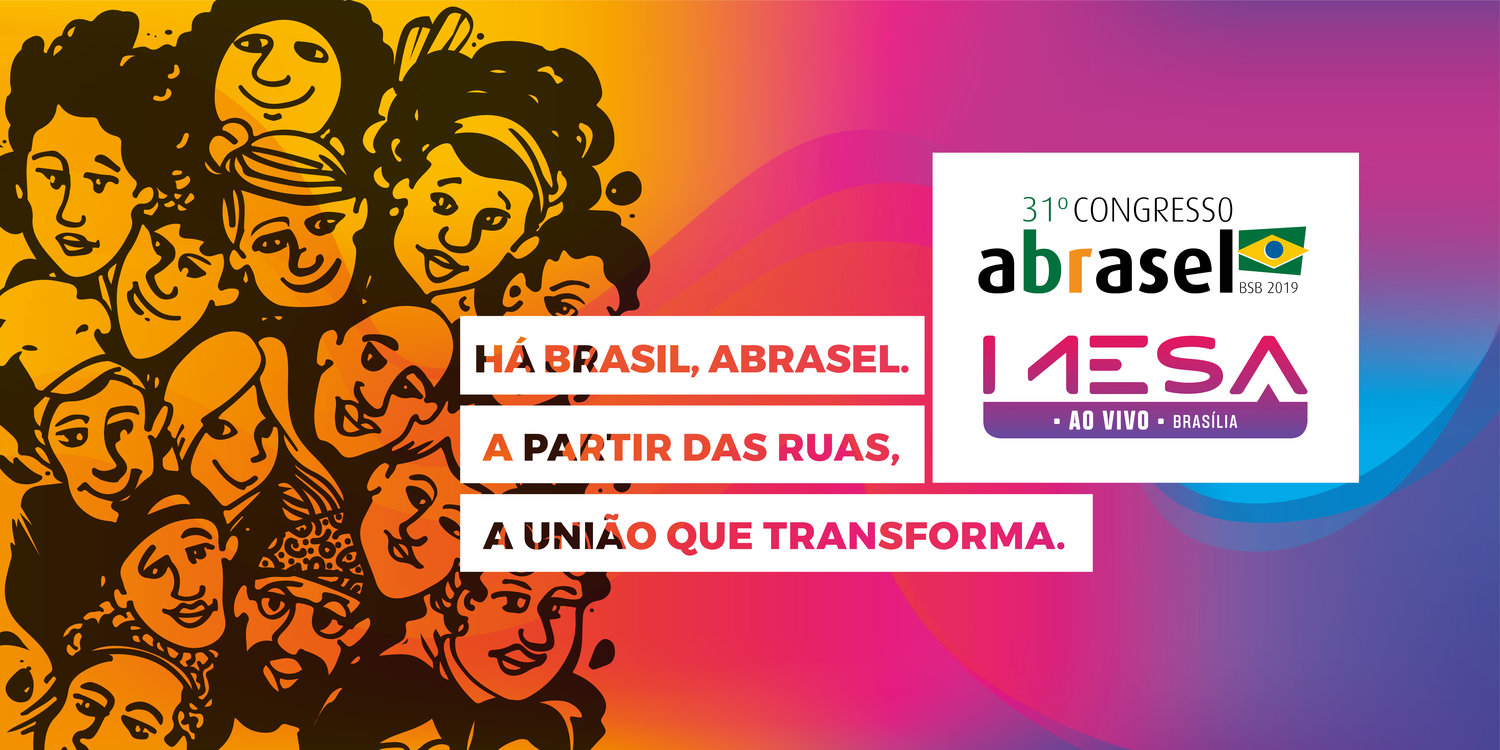 HÁ BRASIL, ABRASEL.
A PARTIR DAS RUAS,
A UNIÃO QUE TRANSFORMA.
31º CONGRESSO
abrasel
BSB 2019
MESA
• AO VIVO • BRASÍLIA